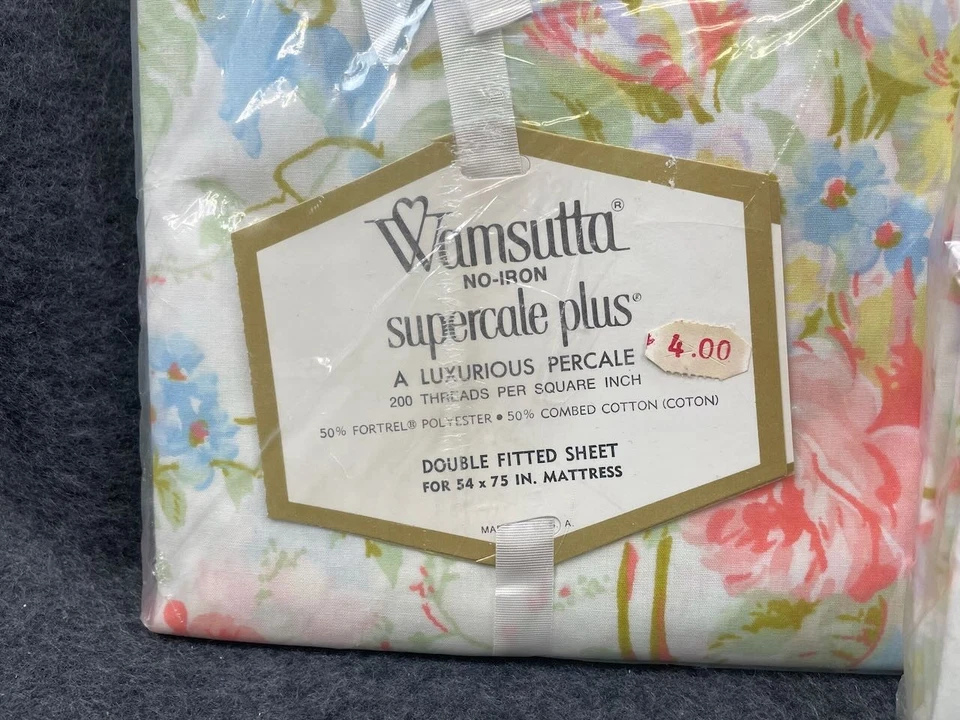 Wamsutta®
NO-IRON
supercale plus®
4.00
A LUXURIOUS PERCALE
200 THREADS PER SQUARE INCH
50% FORTREL® POLYESTER • 50% COMBED COTTON (COTON)
DOUBLE FITTED SHEET
FOR 54 x 75 IN. MATTRESS
A.